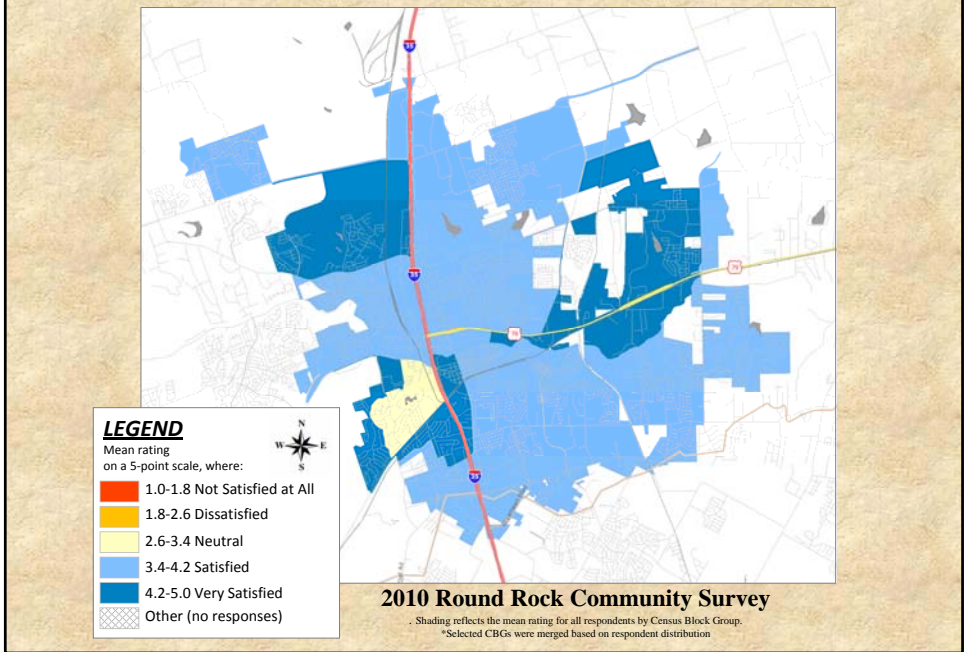 35
35
79
79
35
LEGEND
N
W E
S
Mean rating
on a 5-point scale, where:
1.0-1.8 Not Satisfied at All
1.8-2.6 Dissatisfied
2.6-3.4 Neutral
3.4-4.2 Satisfied
4.2-5.0 Very Satisfied
Other (no responses)
2010 Round Rock Community Survey
. Shading reflects the mean rating for all respondents by Census Block Group.
*Selected CBGs were merged based on respondent distribution